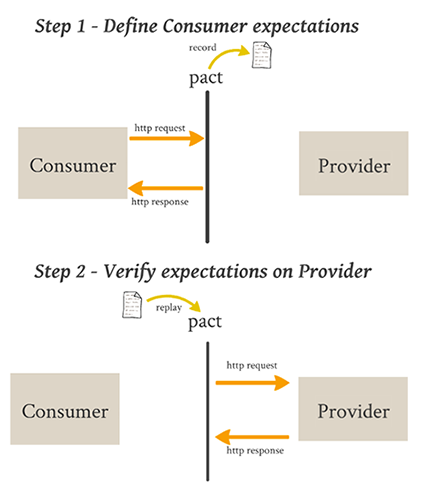 Step 1 - Define Consumer expectations
record
pact
http request
Consumer
Provider
http response
Step 2 - Verify expectations on Provider
replay
pact
http request
Consumer
Provider
http response